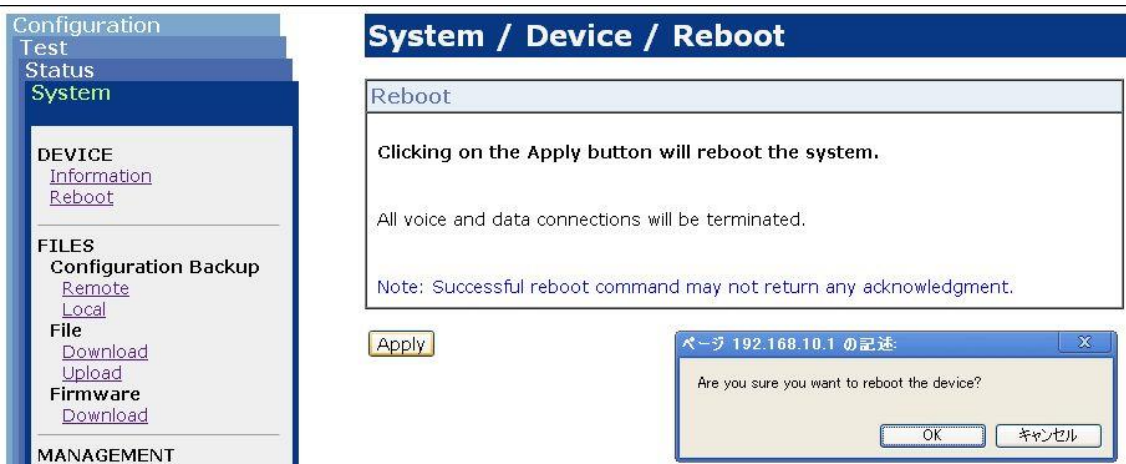 Configuration
Test
Status
System
DEVICE
Information
Reboot
FILES
Configuration Backup
Remote
Local
File
Download
Upload
Firmware
Download
MANAGEMENT
System / Device / Reboot
Reboot
Clicking on the Apply button will reboot the system.
All voice and data connections will be terminated.
Note: Successful reboot command may not return any acknowledgment.
Apply
ページ 192.168.10.1 の記述:
Are you sure you want to reboot the device?
OK
キャンセル